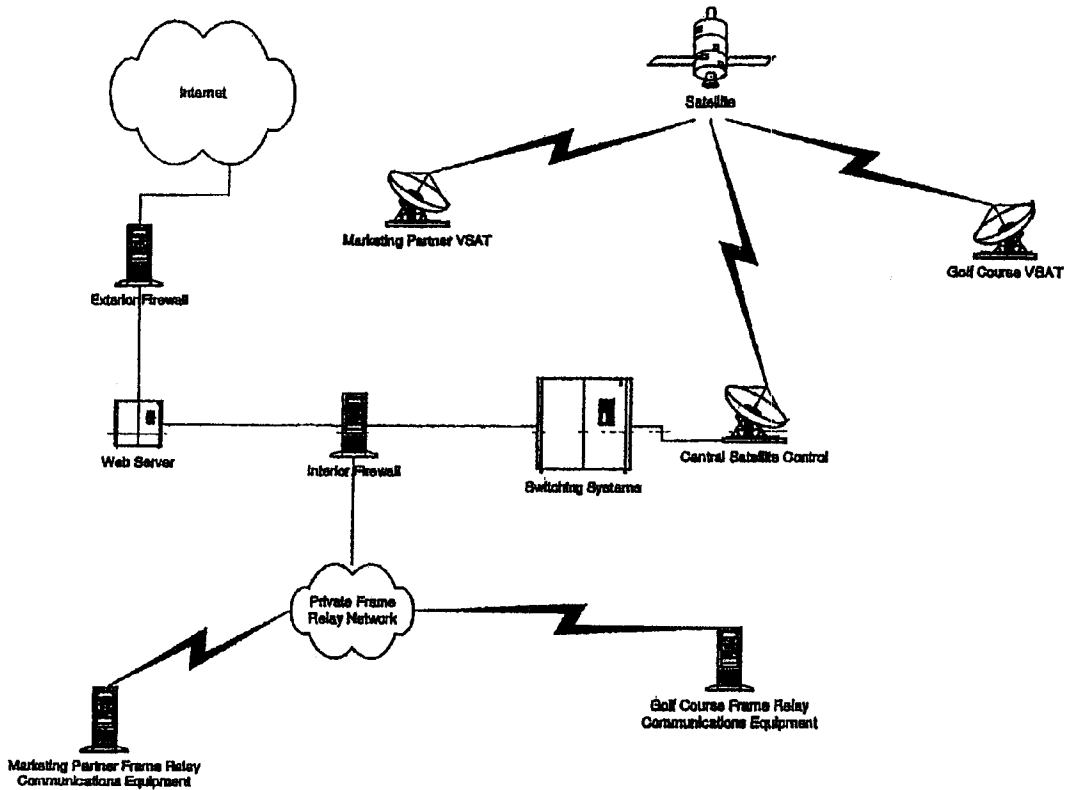 Internet
Satellite
Marketing Partner VSAT
Golf Course VSAT
Exterior Firewall
Web Server
Interior Firewall
Switching Systems
Central Satellite Control
Private Frame
Relay Network
Golf Course Frame Relay
Communications Equipment
Marketing Partner Frame Relay
Communications Equipment